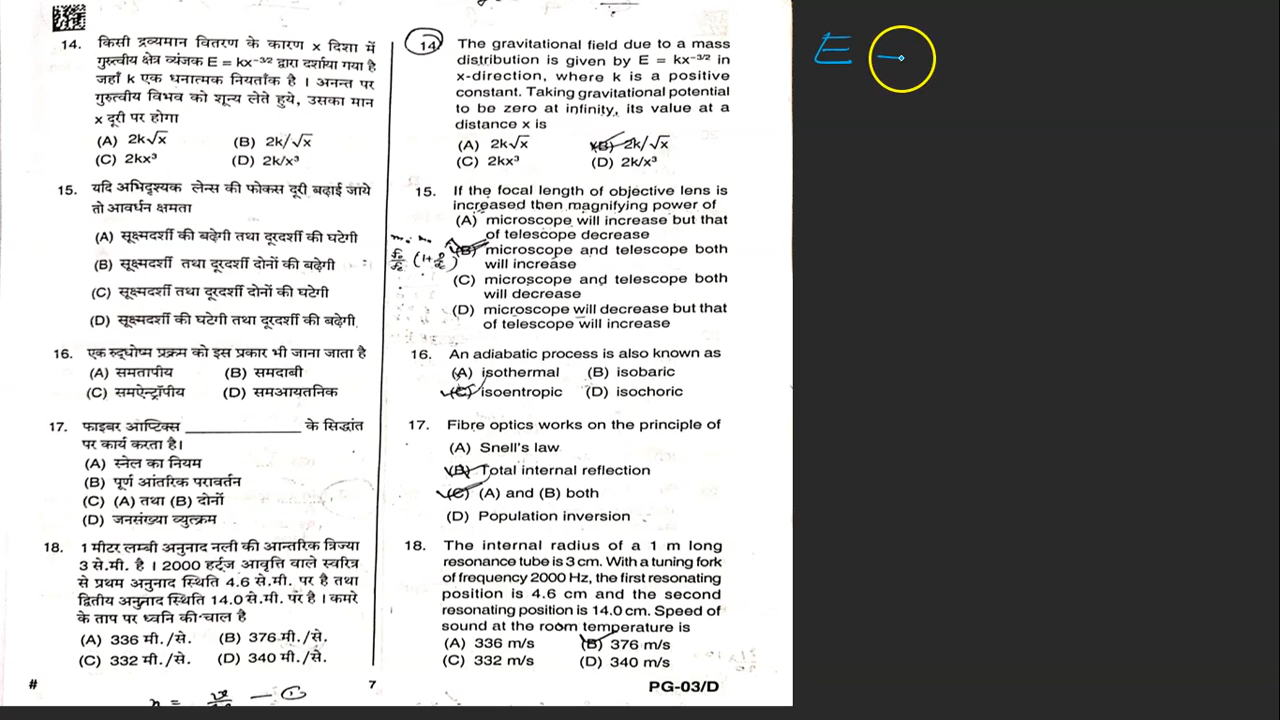 14. किसी द्रव्यमान वितरण के कारण x दिशा में
गुरुत्वीय क्षेत्र व्यंजक E = kx⁻³/² द्वारा दर्शाया गया है
जहाँ k एक धनात्मक नियतांक है । अनन्त पर
गुरुत्वीय विभव को शून्य लेते हुये, उसका मान
x दूरी पर होगा
(A) 2k√x (B) 2k/√x
(C) 2kx³ (D) 2k/x³
15. यदि अभिदृश्यक लेन्स की फोकस दूरी बढ़ाई जाये
तो आवर्धन क्षमता
(A) सूक्ष्मदर्शी की बढ़ेगी तथा दूरदर्शी की घटेगी
(B) सूक्ष्मदर्शी तथा दूरदर्शी दोनों की बढ़ेगी
(C) सूक्ष्मदर्शी तथा दूरदर्शी दोनों की घटेगी
(D) सूक्ष्मदर्शी की घटेगी तथा दूरदर्शी की बढ़ेगी
16. एक रुद्धोष्म प्रक्रम को इस प्रकार भी जाना जाता है
(A) समतापीय (B) समदाबी
(C) समऐन्ट्रॉपीय (D) समआयतनिक
17. फाइबर ऑप्टिक्स ____________ के सिद्धांत
पर कार्य करता है।
(A) स्नेल का नियम
(B) पूर्ण आंतरिक परावर्तन
(C) (A) तथा (B) दोनों
(D) जनसंख्या व्युत्क्रम
18. 1 मीटर लम्बी अनुनाद नली की आन्तरिक त्रिज्या
3 से.मी. है । 2000 हर्ट्ज आवृत्ति वाले स्वरित्र
से प्रथम अनुनाद स्थिति 4.6 से.मी. पर है तथा
द्वितीय अनुनाद स्थिति 14.0 से.मी. पर है । कमरे
के ताप पर ध्वनि की चाल है
(A) 336 मी./से. (B) 376 मी./से.
(C) 332 मी./से. (D) 340 मी./से.
14 The gravitational field due to a mass
distribution is given by E = kx⁻³/² in
x-direction, where k is a positive
constant. Taking gravitational potential
to be zero at infinity, its value at a
distance x is
(A) 2k√x (B) 2k/√x
(C) 2kx³ (D) 2k/x³
15. If the focal length of objective lens is
increased then magnifying power of
(A) microscope will increase but that
of telescope decrease
(B) microscope and telescope both
will increase
(C) microscope and telescope both
will decrease
(D) microscope will decrease but that
of telescope will increase
16. An adiabatic process is also known as
(A) isothermal (B) isobaric
(C) isoentropic (D) isochoric
17. Fibre optics works on the principle of
(A) Snell's law
(B) Total internal reflection
(C) (A) and (B) both
(D) Population inversion
18. The internal radius of a 1 m long
resonance tube is 3 cm. With a tuning fork
of frequency 2000 Hz, the first resonating
position is 4.6 cm and the second
resonating position is 14.0 cm. Speed of
sound at the room temperature is
(A) 336 m/s (B) 376 m/s
(C) 332 m/s (D) 340 m/s
# 7 PG-03/D
E